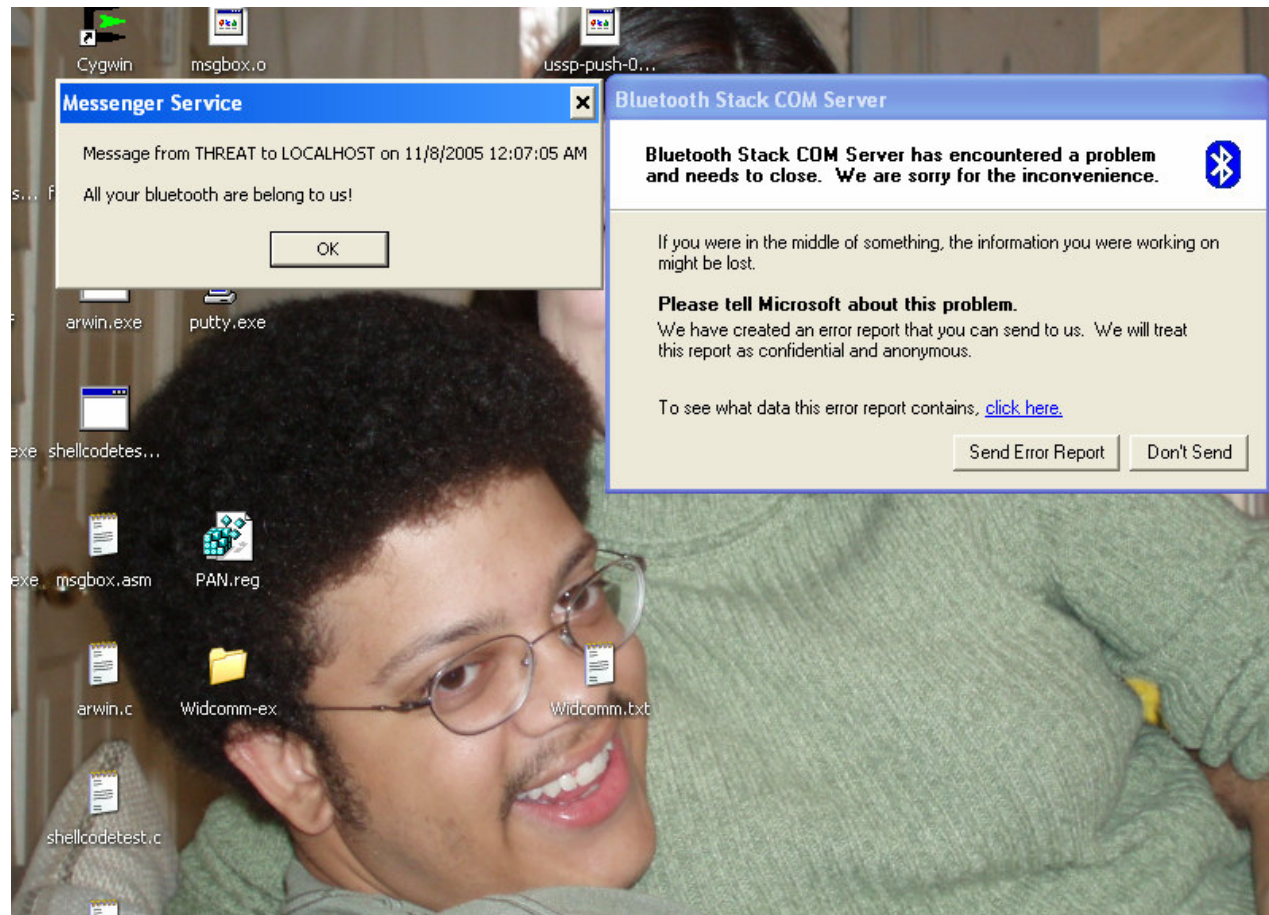 Cygwin
msgbox.o
ussp-push-0...
Messenger Service
Message from THREAT to LOCALHOST on 11/8/2005 12:07:05 AM
All your bluetooth are belong to us!
OK
Bluetooth Stack COM Server
Bluetooth Stack COM Server has encountered a problem
and needs to close. We are sorry for the inconvenience.
If you were in the middle of something, the information you were working on
might be lost.
Please tell Microsoft about this problem.
We have created an error report that you can send to us. We will treat
this report as confidential and anonymous.
To see what data this error report contains, click here.
Send Error Report
Don't Send
s...
f
arwin.exe
putty.exe
exe
shellcodetes...
exe
msgbox.asm
PAN.reg
arwin.c
Widcomm-ex
Widcomm.txt
shellcodetest.c